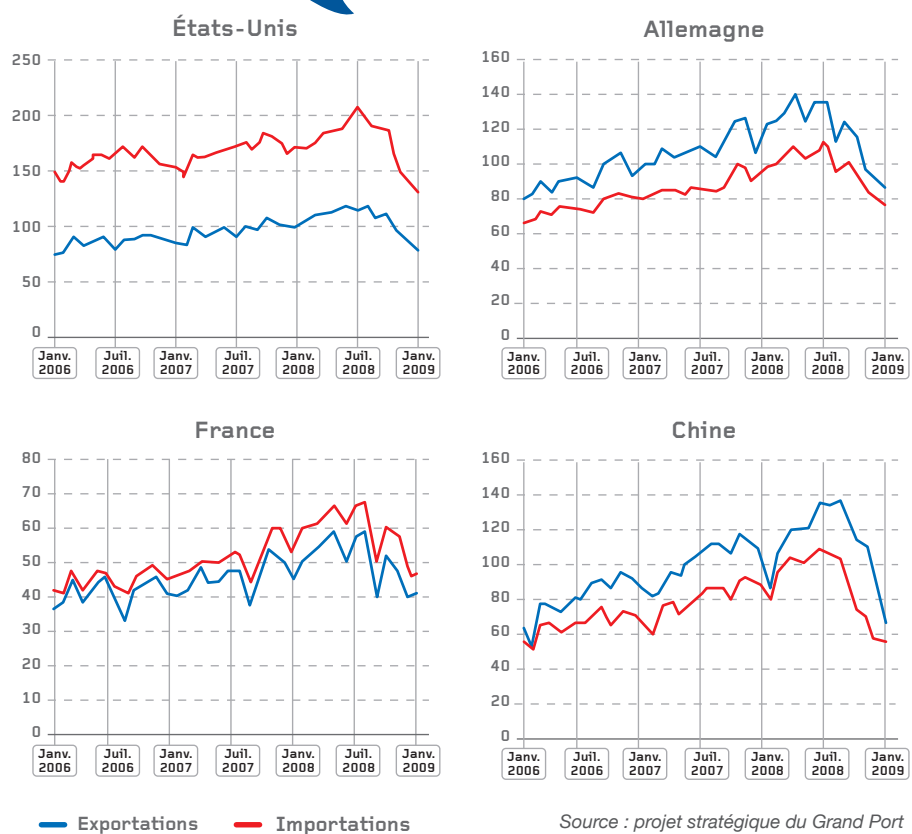 États-Unis
250
200
150
100
50
0
Janv. 2006
Juil. 2006
Janv. 2007
Juil. 2007
Janv. 2008
Juil. 2008
Janv. 2009
Allemagne
160
140
120
100
80
60
40
20
0
Janv. 2006
Juil. 2006
Janv. 2007
Juil. 2007
Janv. 2008
Juil. 2008
Janv. 2009
France
80
70
60
50
40
30
20
10
0
Janv. 2006
Juil. 2006
Janv. 2007
Juil. 2007
Janv. 2008
Juil. 2008
Janv. 2009
Chine
160
140
120
100
80
60
40
20
0
Janv. 2006
Juil. 2006
Janv. 2007
Juil. 2007
Janv. 2008
Juil. 2008
Janv. 2009
Exportations
Importations
Source : projet stratégique du Grand Port